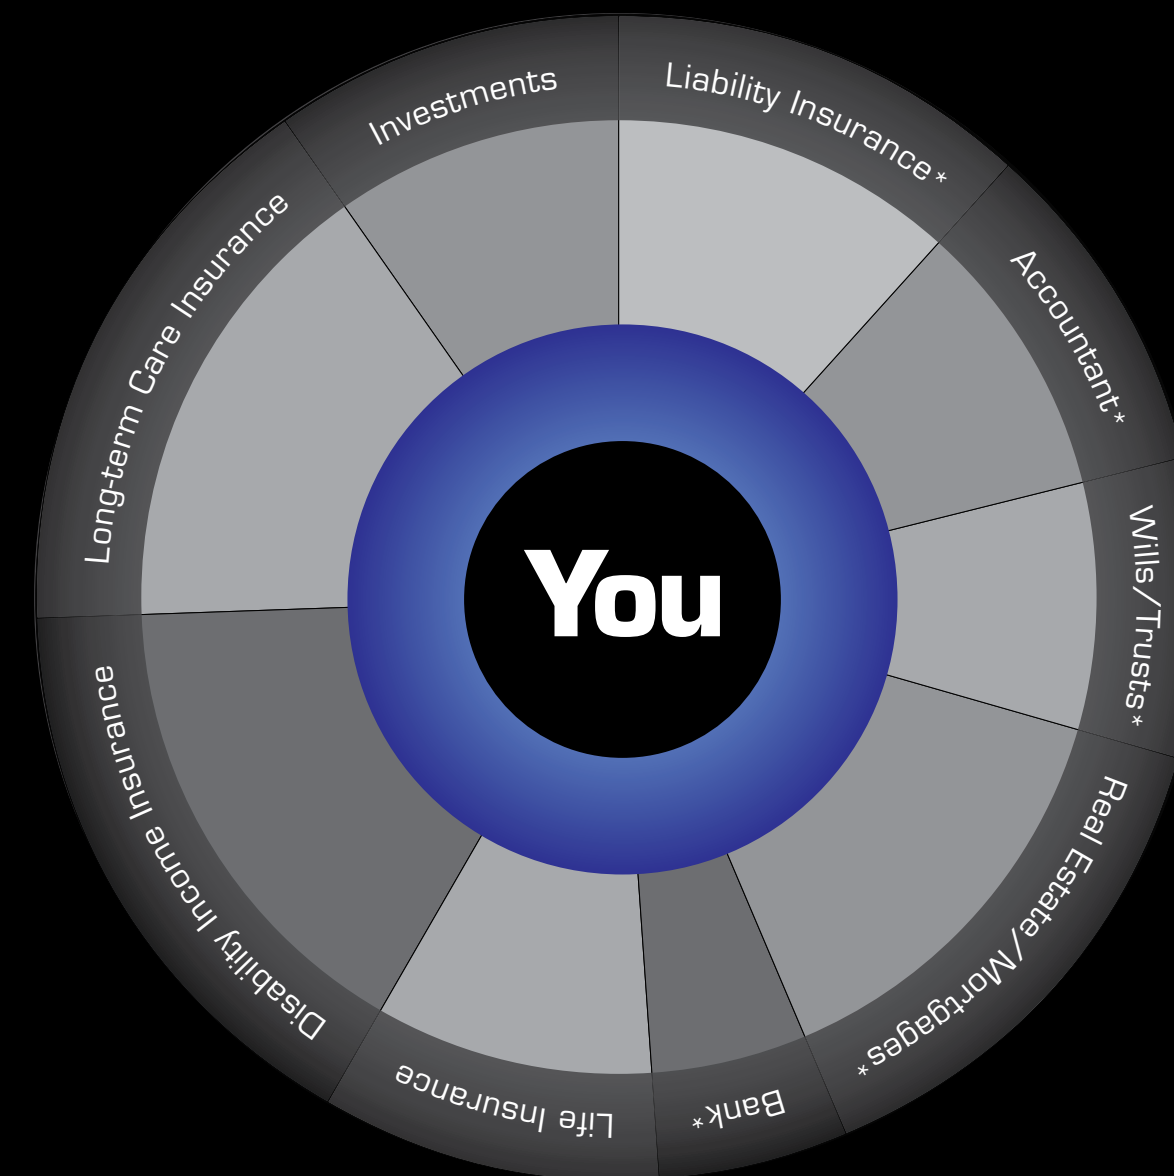 Liability Insurance*
Accountant*
Wills/Trusts*
Real Estate/Mortgages*
Bank*
Life Insurance
Disability Income Insurance
Long-term Care Insurance
Investments
You